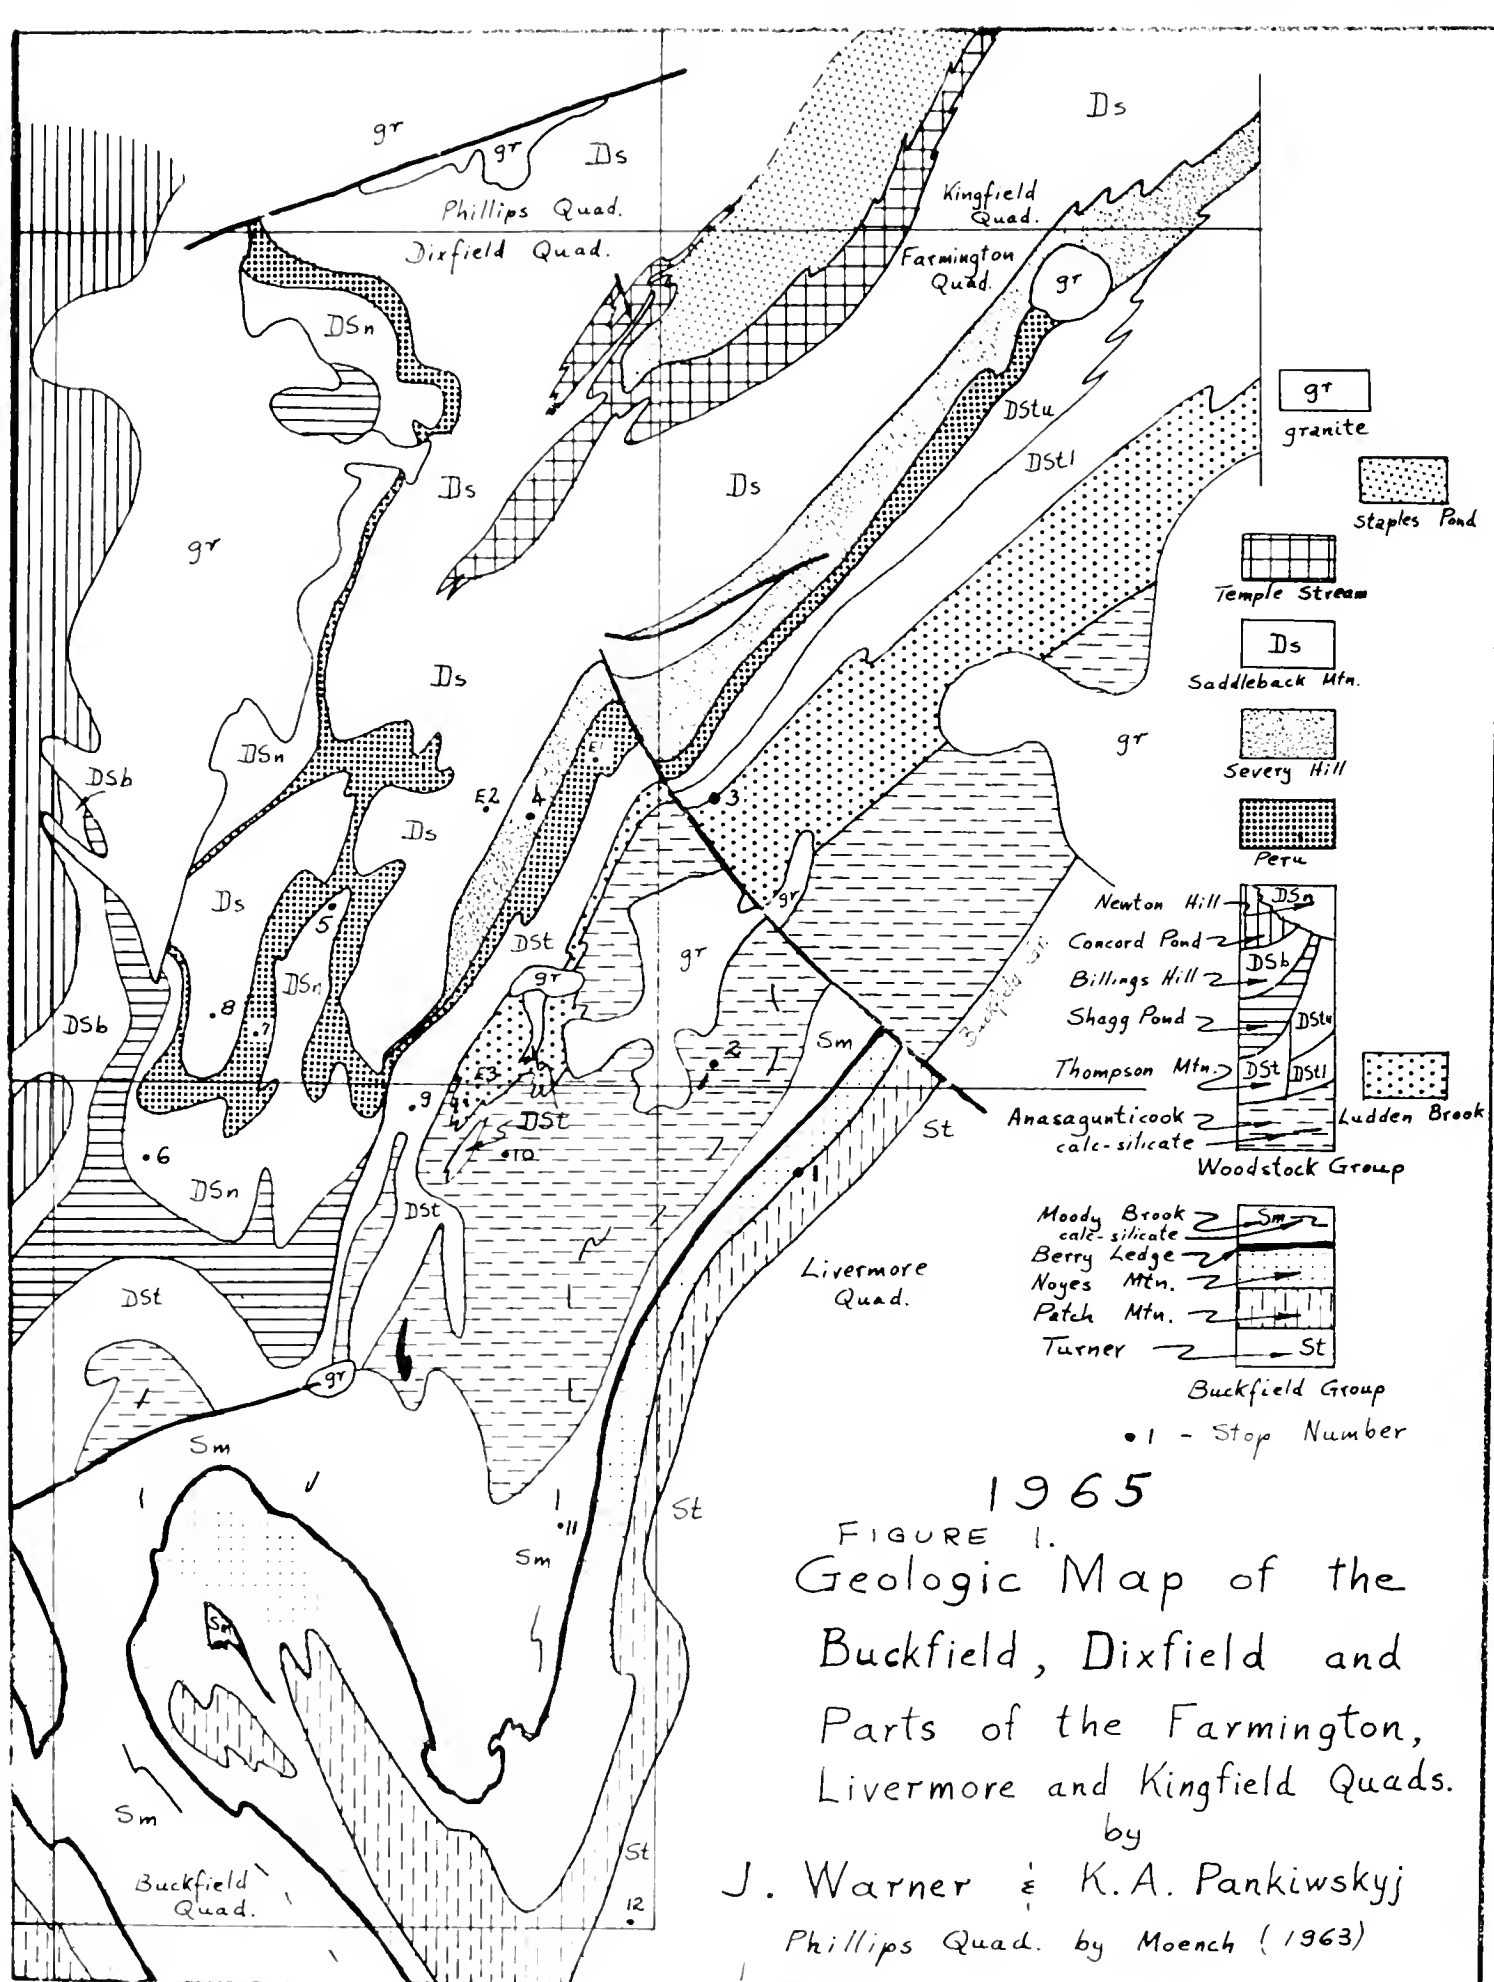 gr
gr
Ds
Ds
Phillips Quad.
Dixfield Quad.
Kingfield
Quad.
Farmington
Quad.
gr
DSn
DStu
DStl
Ds
Ds
gr
Ds
DSn
DSb
gr
E1
E2
4
3
Ds
Ds
5
DSn
DSt
gr
gr
gr
8
7
DSb
Buckfield Gr.
Sm
2
E3
9
DSt
S
10
St
1
6
DSn
DSt
Livermore
Quad.
DSt
gr
Sm
St
11
Sm
Sm
Sm
St
Buckfield
Quad.
12
gr
granite
Staples Pond
Temple Stream
Ds
Saddleback Mtn.
Severy Hill
Peru
Newton Hill
DSn
Concord Pond
DSb
Billings Hill
Shagg Pond
DStu
Thompson Mtn.
DSt
DStl
Anasagunticook
calc-silicate
Ludden Brook
Woodstock Group
Moody Brook
Sm
calc-silicate
Berry Ledge
Noyes Mtn.
Patch Mtn.
Turner
St
Buckfield Group
•1 - Stop Number
1965
FIGURE 1.
Geologic Map of the
Buckfield, Dixfield and
Parts of the Farmington,
Livermore and Kingfield Quads.
by
J. Warner & K.A. Pankiwskyj
Phillips Quad. by Moench (1963)